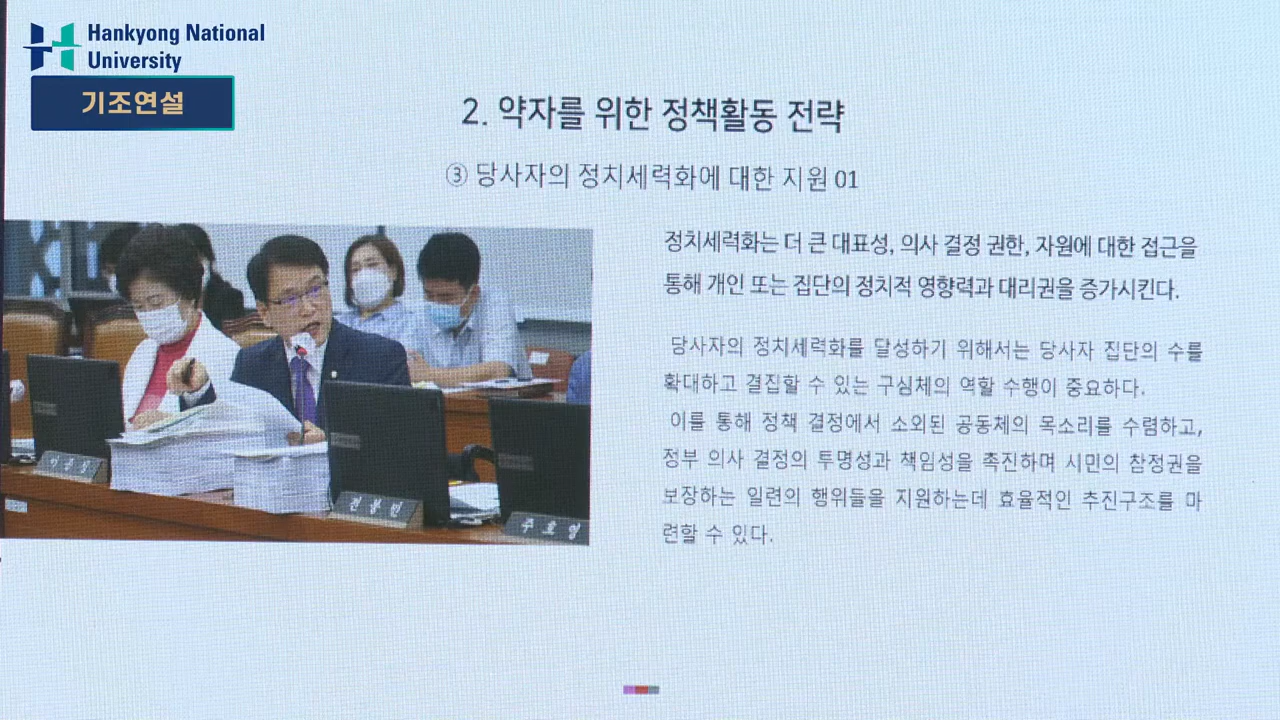 Hankyong National
University
기조연설
2. 약자를 위한 정책활동 전략
③ 당사자의 정치세력화에 대한 지원 01
정치세력화는 더 큰 대표성, 의사 결정 권한, 자원에 대한 접근을
통해 개인 또는 집단의 정치적 영향력과 대리권을 증가시킨다.
당사자의 정치세력화를 달성하기 위해서는 당사자 집단의 수를
확대하고 결집할 수 있는 구심체의 역할 수행이 중요하다.
이를 통해 정책 결정에서 소외된 공동체의 목소리를 수렴하고,
정부 의사 결정의 투명성과 책임성을 촉진하며 시민의 참정권을
보장하는 일련의 행위들을 지원하는데 효율적인 추진구조를 마
련할 수 있다.
주호영